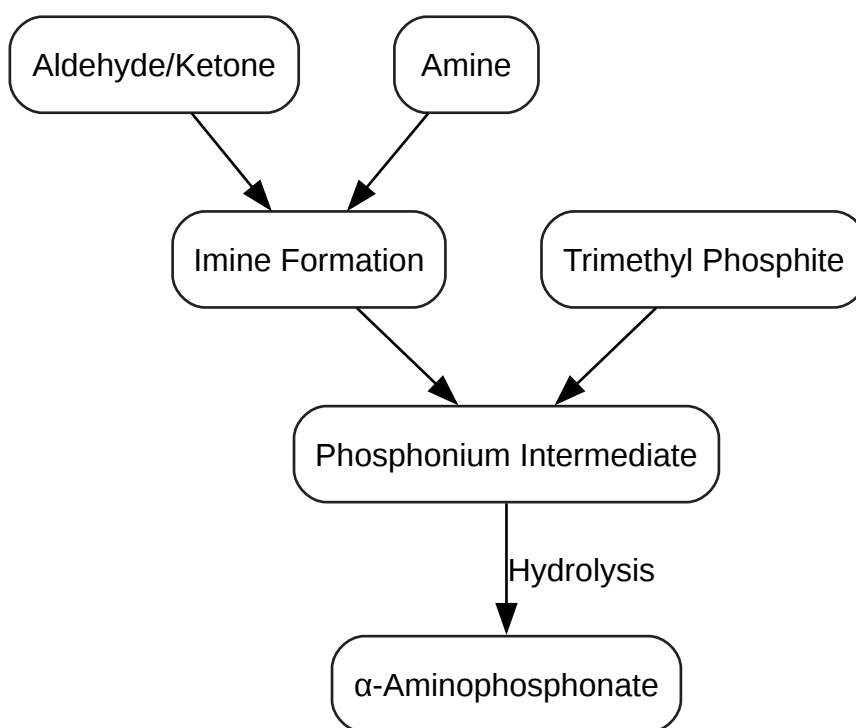 Aldehyde/Ketone
Amine
Imine Formation
Trimethyl Phosphite
Phosphonium Intermediate
Hydrolysis
α-Aminophosphonate